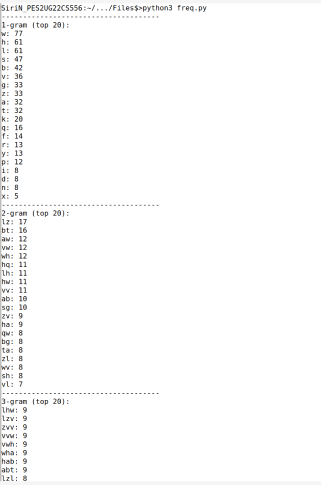 SiriN_PES2UG22CS556:~/.../Files$>python3 freq.py
-------------------------------------
1-gram (top 20):
w: 77
h: 61
l: 61
s: 47
b: 42
v: 36
g: 33
z: 33
a: 32
t: 32
k: 20
q: 16
f: 14
r: 13
y: 13
p: 12
i: 8
d: 8
n: 8
x: 5
-------------------------------------
2-gram (top 20):
lz: 17
bt: 16
aw: 12
vw: 12
wh: 12
hq: 11
lh: 11
hw: 11
vv: 11
ab: 10
sg: 10
zv: 9
ha: 9
qw: 8
bg: 8
ta: 8
zl: 8
wv: 8
sh: 8
vl: 7
-------------------------------------
3-gram (top 20):
lhw: 9
lzv: 9
zvv: 9
vvw: 9
vwh: 9
wha: 9
hab: 9
abt: 9
lzl: 8